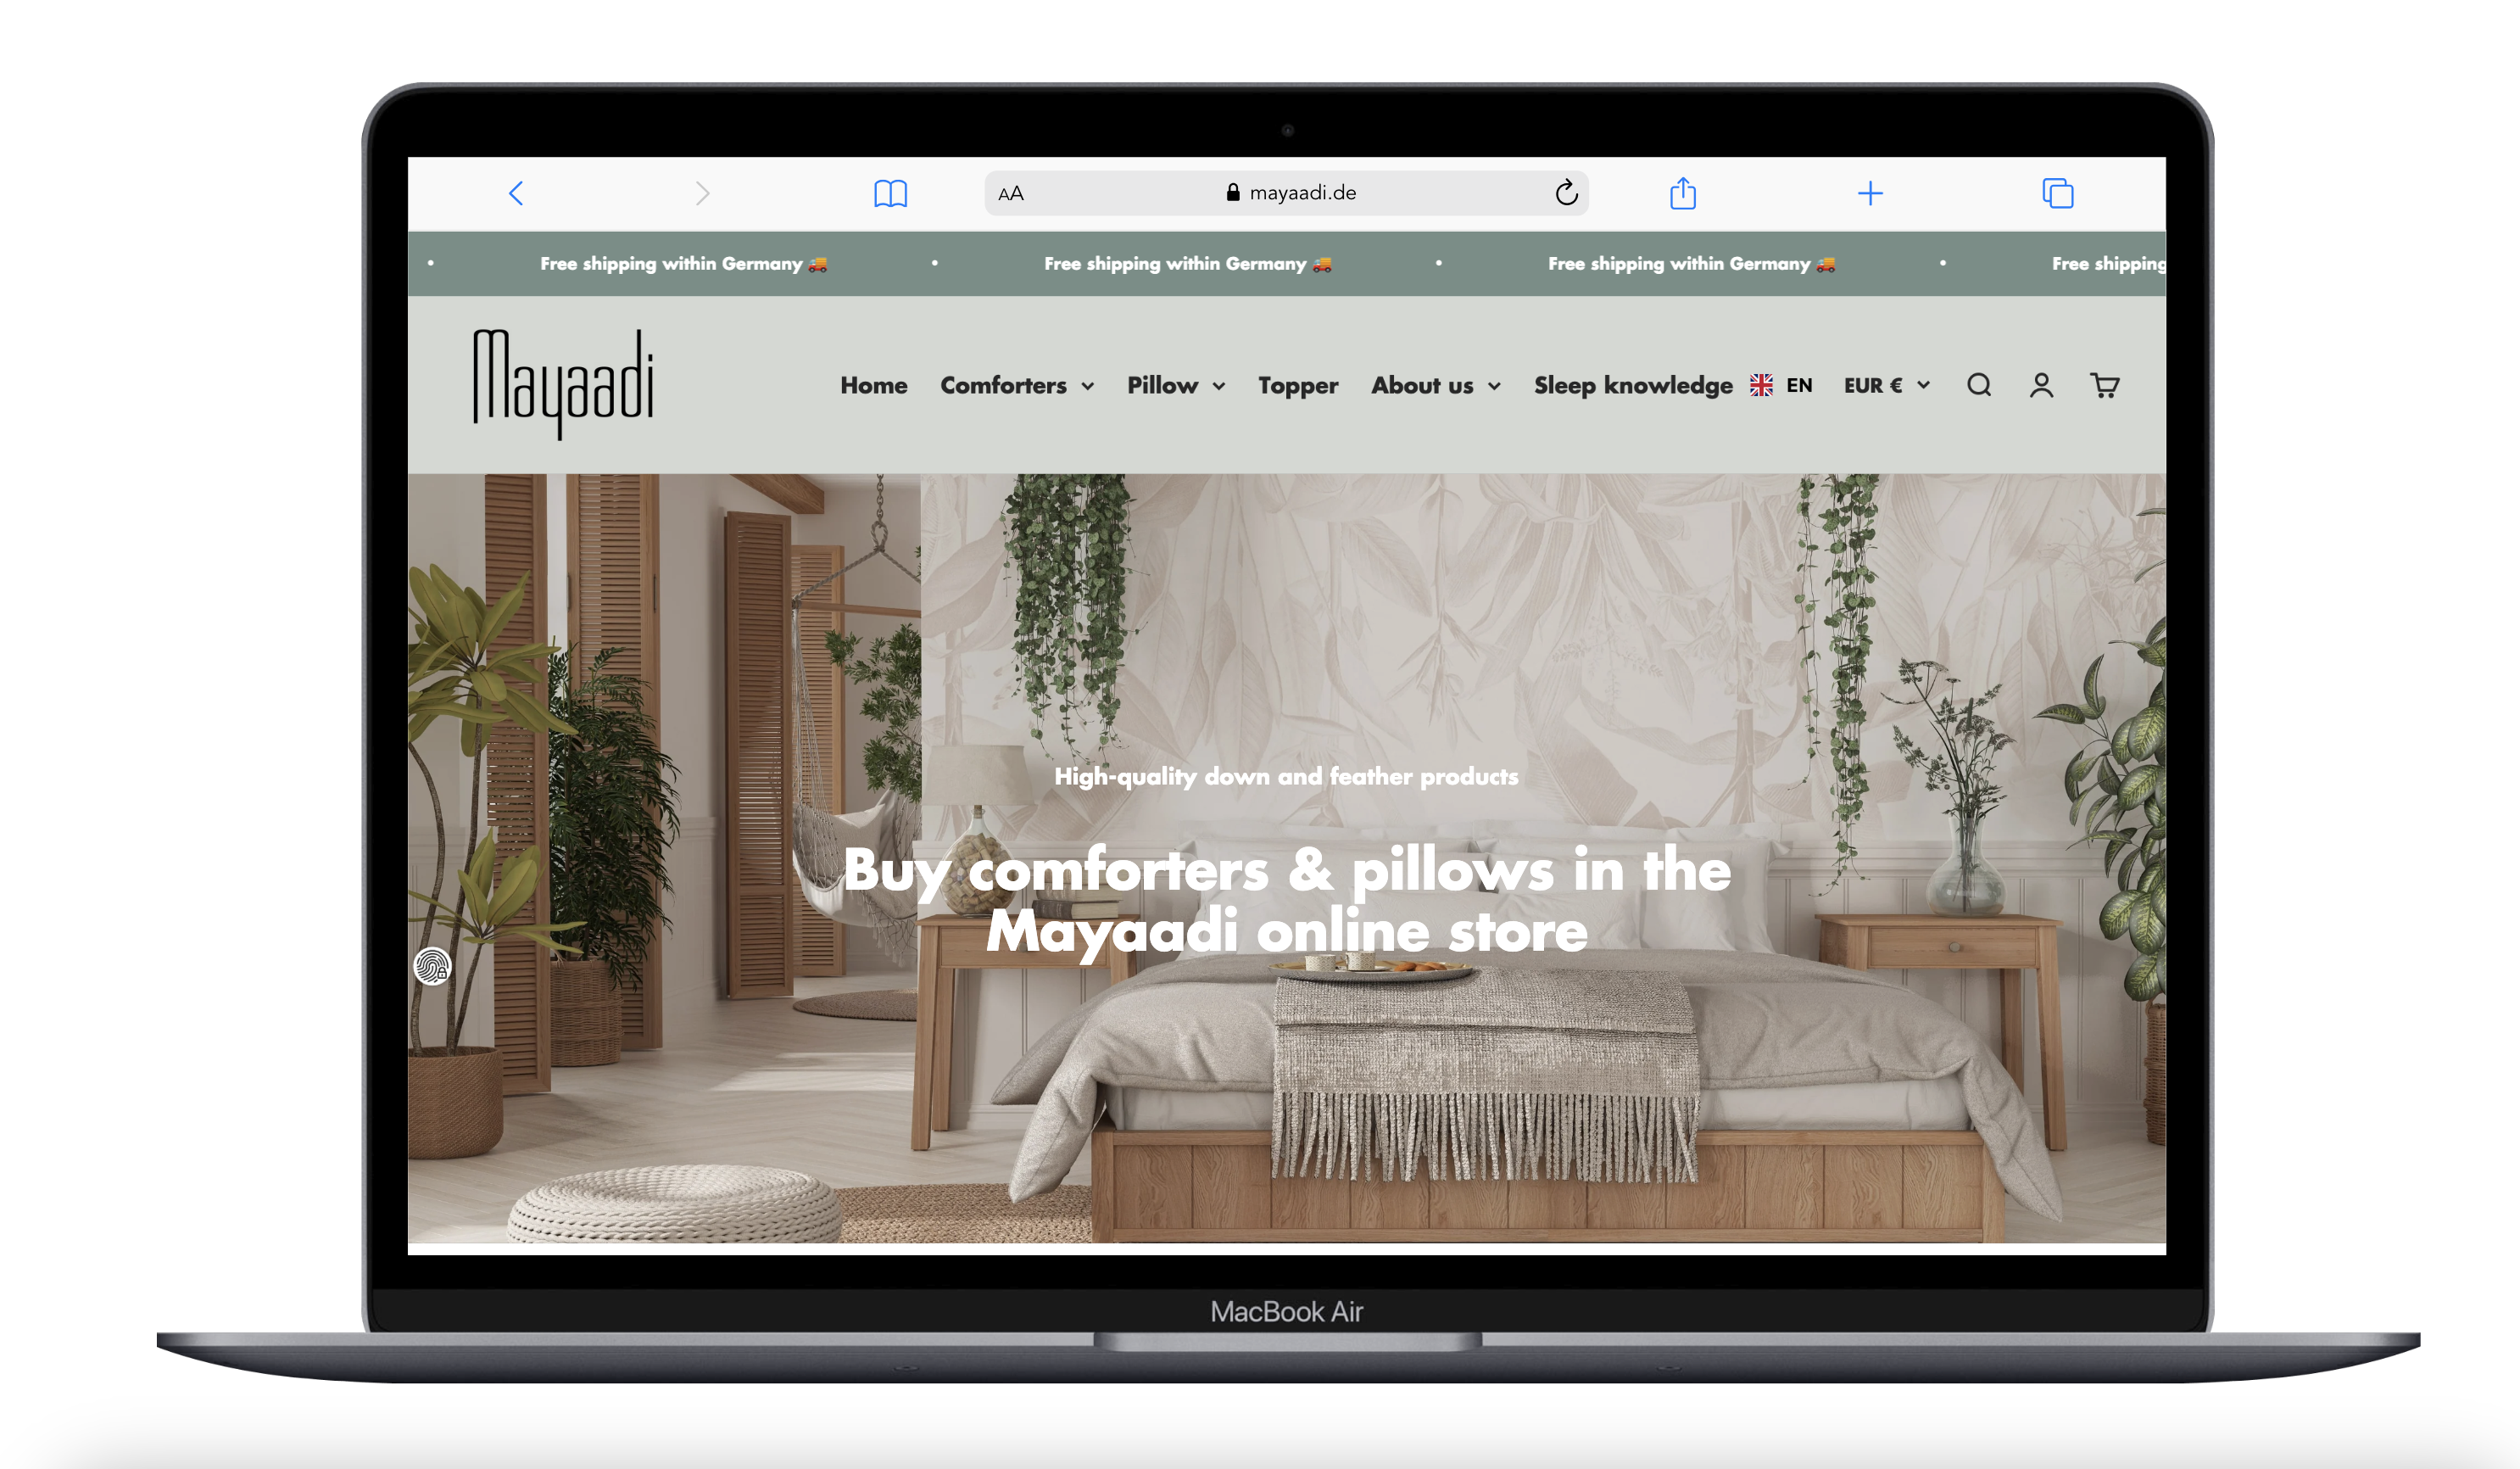 AA mayaadi.de
Free shipping within Germany 🚚 • Free shipping within Germany 🚚 • Free shipping within Germany 🚚 • Free shipping
Mayaadi
Home Comforters Pillow Topper About us Sleep knowledge EN EUR €
High-quality down and feather products
Buy comforters & pillows in the
Mayaadi online store
MacBook Air